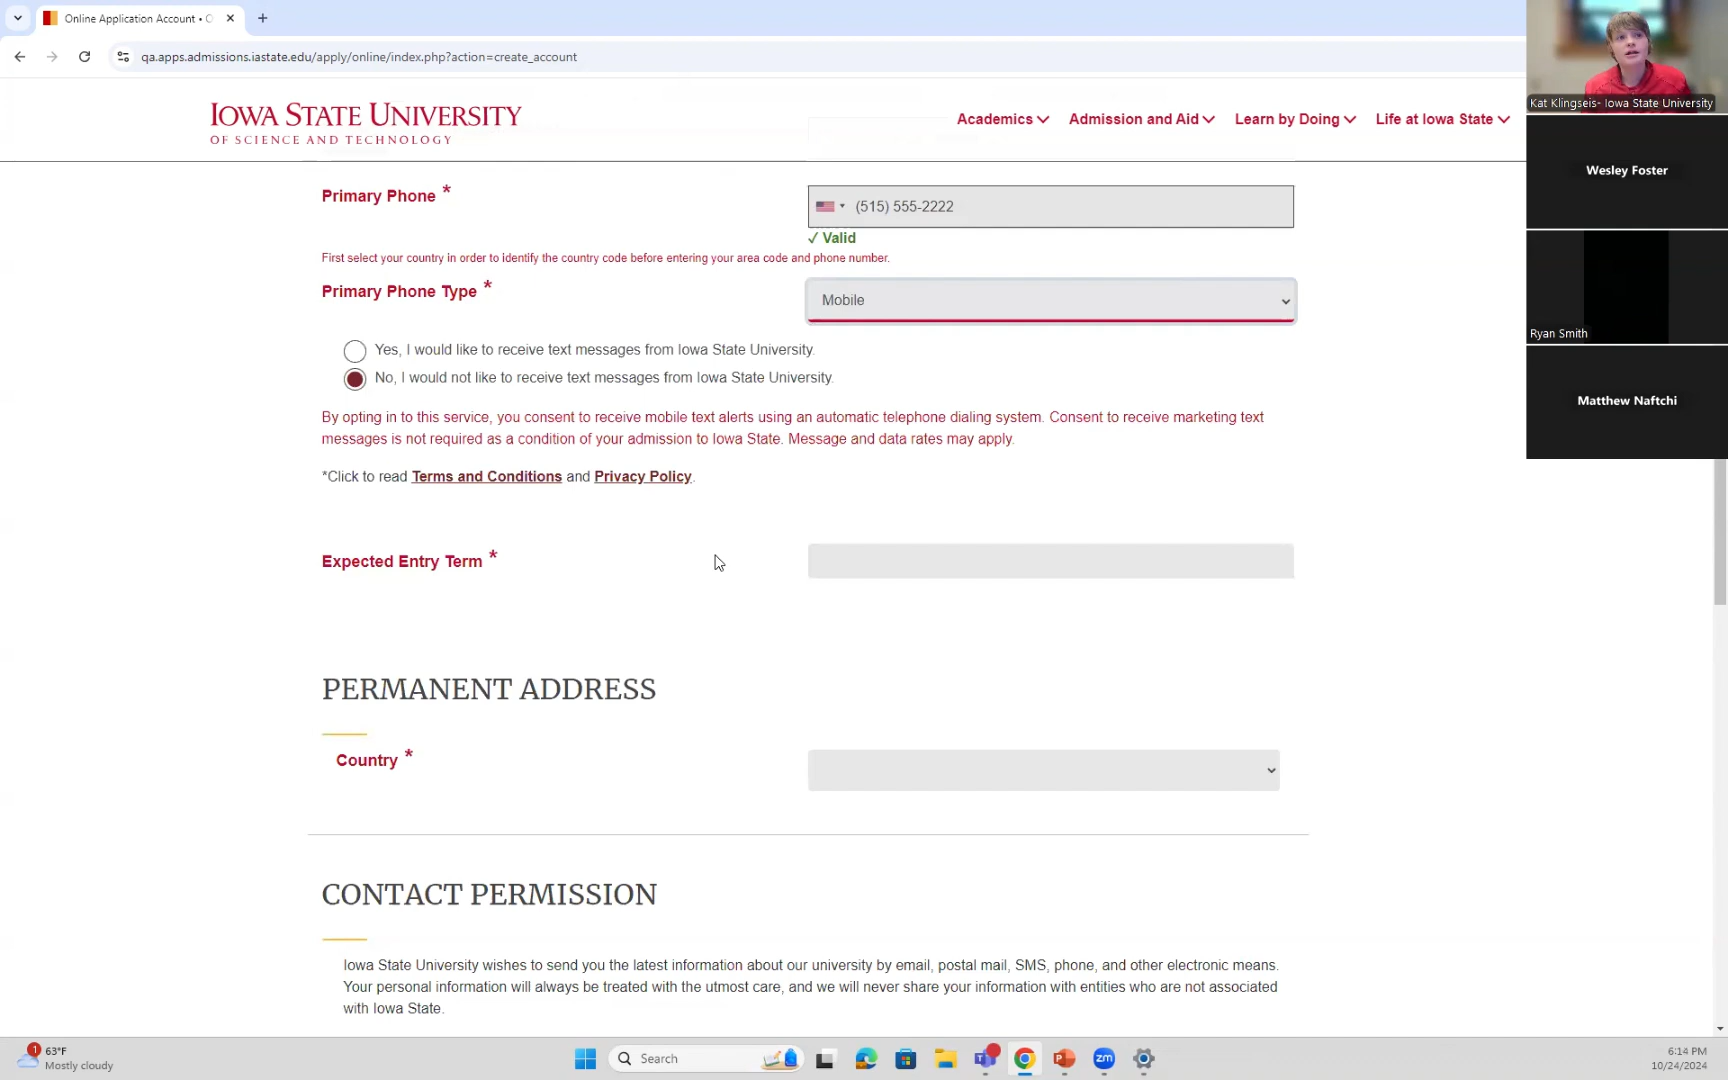 Online Application Account •
qa.apps.admissions.iastate.edu/apply/online/index.php?action=create_account
IOWA STATE UNIVERSITY
OF SCIENCE AND TECHNOLOGY
Academics
Admission and Aid
Learn by Doing
Life at Iowa State
Kat Klingseis- Iowa State University
Wesley Foster
Ryan Smith
Matthew Naftchi
Primary Phone *
(515) 555-2222
✓ Valid
First select your country in order to identify the country code before entering your area code and phone number.
Primary Phone Type *
Mobile
Yes, I would like to receive text messages from Iowa State University.
No, I would not like to receive text messages from Iowa State University.
By opting in to this service, you consent to receive mobile text alerts using an automatic telephone dialing system. Consent to receive marketing text
messages is not required as a condition of your admission to Iowa State. Message and data rates may apply.
*Click to read Terms and Conditions and Privacy Policy.
Expected Entry Term *
PERMANENT ADDRESS
Country *
CONTACT PERMISSION
Iowa State University wishes to send you the latest information about our university by email, postal mail, SMS, phone, and other electronic means.
Your personal information will always be treated with the utmost care, and we will never share your information with entities who are not associated
with Iowa State.
1
63°F
Mostly cloudy
Search
zm
6:14 PM
10/24/2024